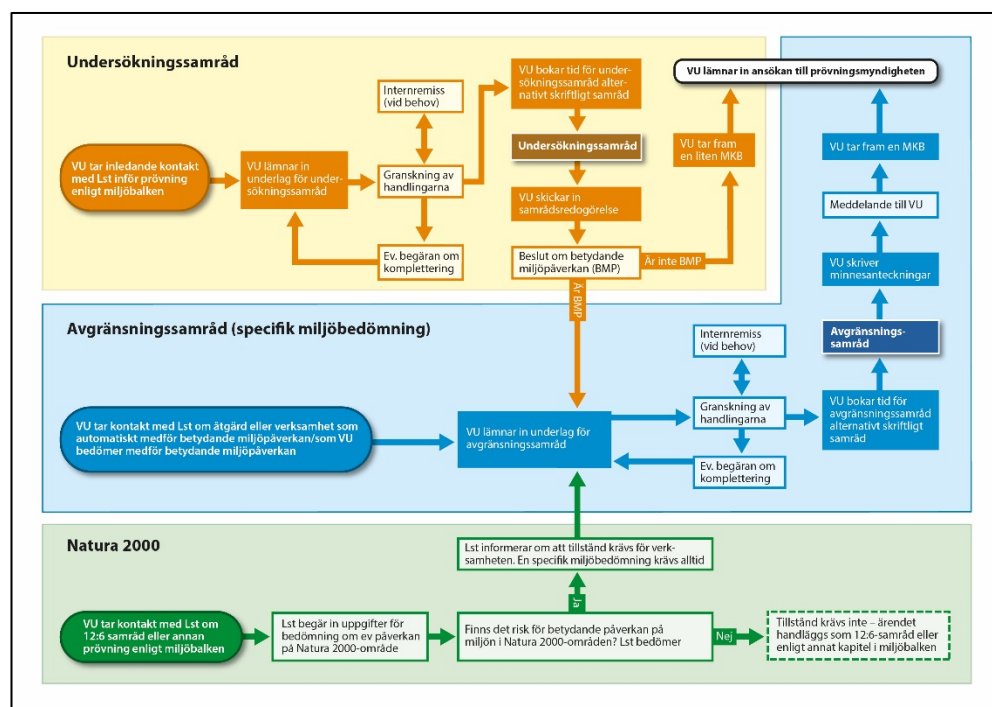 Undersökningssamråd
VU tar inledande kontakt
med Lst inför prövning
enligt miljöbalken
VU lämnar in
underlag för under-
sökningssamråd
Internremiss
(vid behov)
Granskning av
handlingarna
Ev. begäran om
komplettering
VU bokar tid för under-
sökningssamråd alter-
nativt skriftligt samråd
Undersökningssamråd
VU skickar in
samrådsredogörelse
Beslut om betydande
miljöpåverkan (BMP)
Är inte BMP
Är BMP
VU tar fram
en liten MKB
VU lämnar in ansökan till prövningsmyndigheten
Avgränsningssamråd (specifik miljöbedömning)
VU tar kontakt med Lst om åtgärd eller verksamhet som
automatiskt medför betydande miljöpåverkan/som VU
bedömer medför betydande miljöpåverkan
VU lämnar in underlag för
avgränsningssamråd
Internremiss
(vid behov)
Granskning av
handlingarna
Ev. begäran om
komplettering
VU bokar tid för
avgränsningssamråd
alternativt skriftligt
samråd
Avgränsnings-
samråd
VU skriver
minnesanteckningar
Meddelande till VU
VU tar fram en MKB
Natura 2000
VU tar kontakt med Lst om
12:6 samråd eller annan
prövning enligt miljöbalken
Lst begär in uppgifter för
bedömning om ev påverkan
på Natura 2000-område
Finns det risk för betydande påverkan på
miljön i Natura 2000-områden? Lst bedömer
Ja
Lst informerar om att tillstånd krävs för verk-
samheten. En specifik miljöbedömning krävs alltid
Nej
Tillstånd krävs inte – ärendet
handläggs som 12:6-samråd eller
enligt annat kapitel i miljöbalken